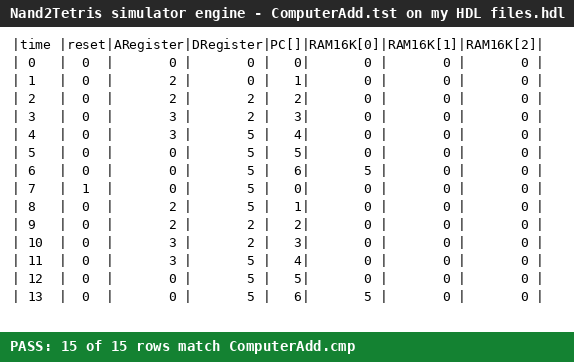 Nand2Tetris simulator engine - ComputerAdd.tst on my HDL files.hdl
|time |reset|ARegister|DRegister|PC[]|RAM16K[0]|RAM16K[1]|RAM16K[2]|
| 0   |  0  |       0 |       0 |   0|       0 |       0 |       0 |
| 1   |  0  |       2 |       0 |   1|       0 |       0 |       0 |
| 2   |  0  |       2 |       2 |   2|       0 |       0 |       0 |
| 3   |  0  |       3 |       2 |   3|       0 |       0 |       0 |
| 4   |  0  |       3 |       5 |   4|       0 |       0 |       0 |
| 5   |  0  |       0 |       5 |   5|       0 |       0 |       0 |
| 6   |  0  |       0 |       5 |   6|       5 |       0 |       0 |
| 7   |  1  |       0 |       5 |   0|       0 |       0 |       0 |
| 8   |  0  |       2 |       5 |   1|       0 |       0 |       0 |
| 9   |  0  |       2 |       2 |   2|       0 |       0 |       0 |
| 10  |  0  |       3 |       2 |   3|       0 |       0 |       0 |
| 11  |  0  |       3 |       5 |   4|       0 |       0 |       0 |
| 12  |  0  |       0 |       5 |   5|       0 |       0 |       0 |
| 13  |  0  |       0 |       5 |   6|       5 |       0 |       0 |
PASS: 15 of 15 rows match ComputerAdd.cmp